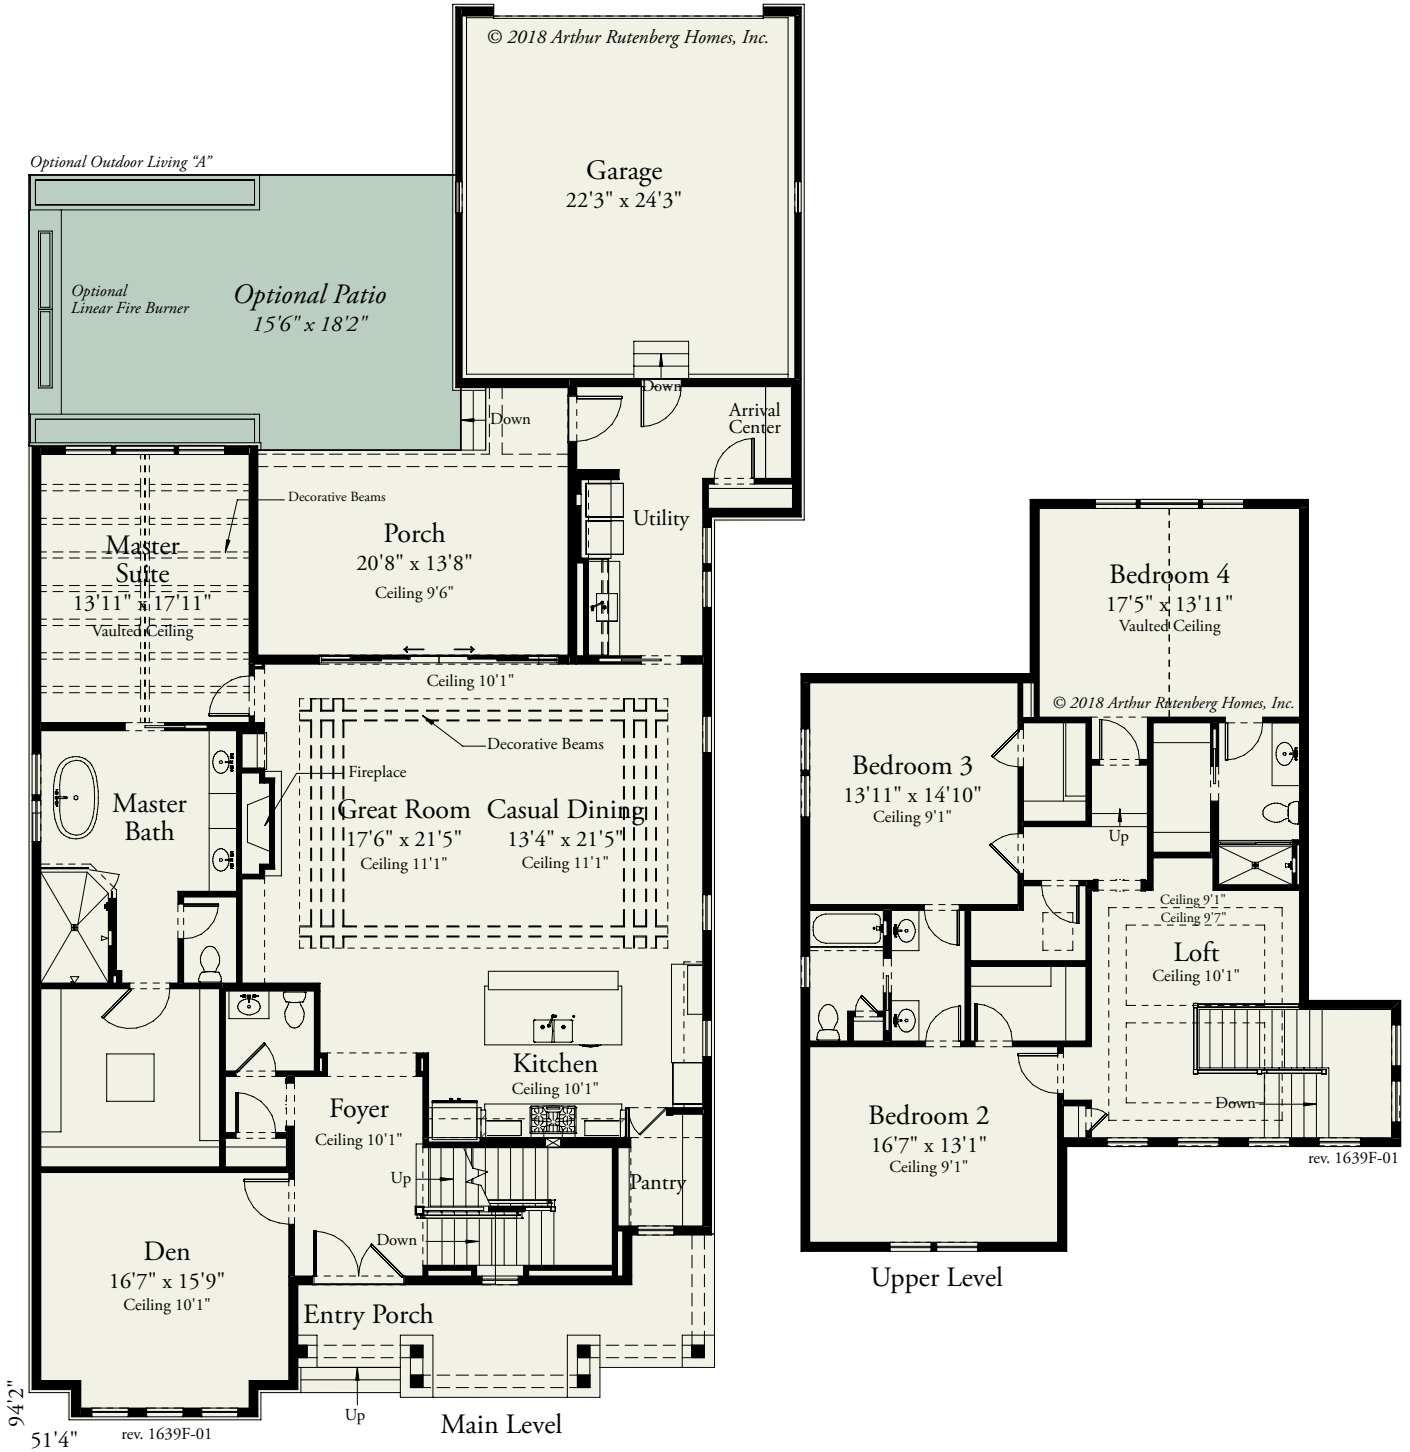 © 2018 Arthur Rutenberg Homes, Inc.
Garage
22'3" x 24'3"
Optional Outdoor Living “A”
Optional
Linear Fire Burner
Optional Patio
15'6" x 18'2"
Down
Down
Arrival
Center
Decorative Beams
Master
Suite
13'11" x 17'11"
Vaulted Ceiling
Porch
20'8" x 13'8"
Ceiling 9'6"
Utility
Ceiling 10'1"
Decorative Beams
Fireplace
Master
Bath
Great Room
17'6" x 21'5"
Ceiling 11'1"
Casual Dining
13'4" x 21'5"
Ceiling 11'1"
Kitchen
Ceiling 10'1"
Foyer
Ceiling 10'1"
Up
Pantry
Down
Den
16'7" x 15'9"
Ceiling 10'1"
Entry Porch
Up
Main Level
94'2"
51'4"
rev. 1639F-01
Bedroom 4
17'5" x 13'11"
Vaulted Ceiling
© 2018 Arthur Rutenberg Homes, Inc.
Bedroom 3
13'11" x 14'10"
Ceiling 9'1"
Up
Ceiling 9'1"
Ceiling 9'7"
Loft
Ceiling 10'1"
Down
Bedroom 2
16'7" x 13'1"
Ceiling 9'1"
rev. 1639F-01
Upper Level